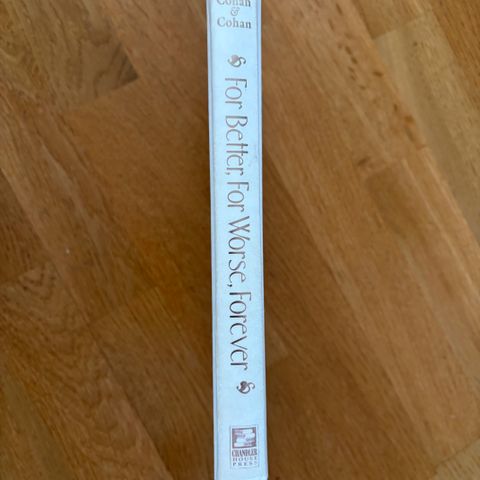 Cohan
&
Cohan
For Better, For Worse, Forever
CHANDLER
HOUSE
PRESS